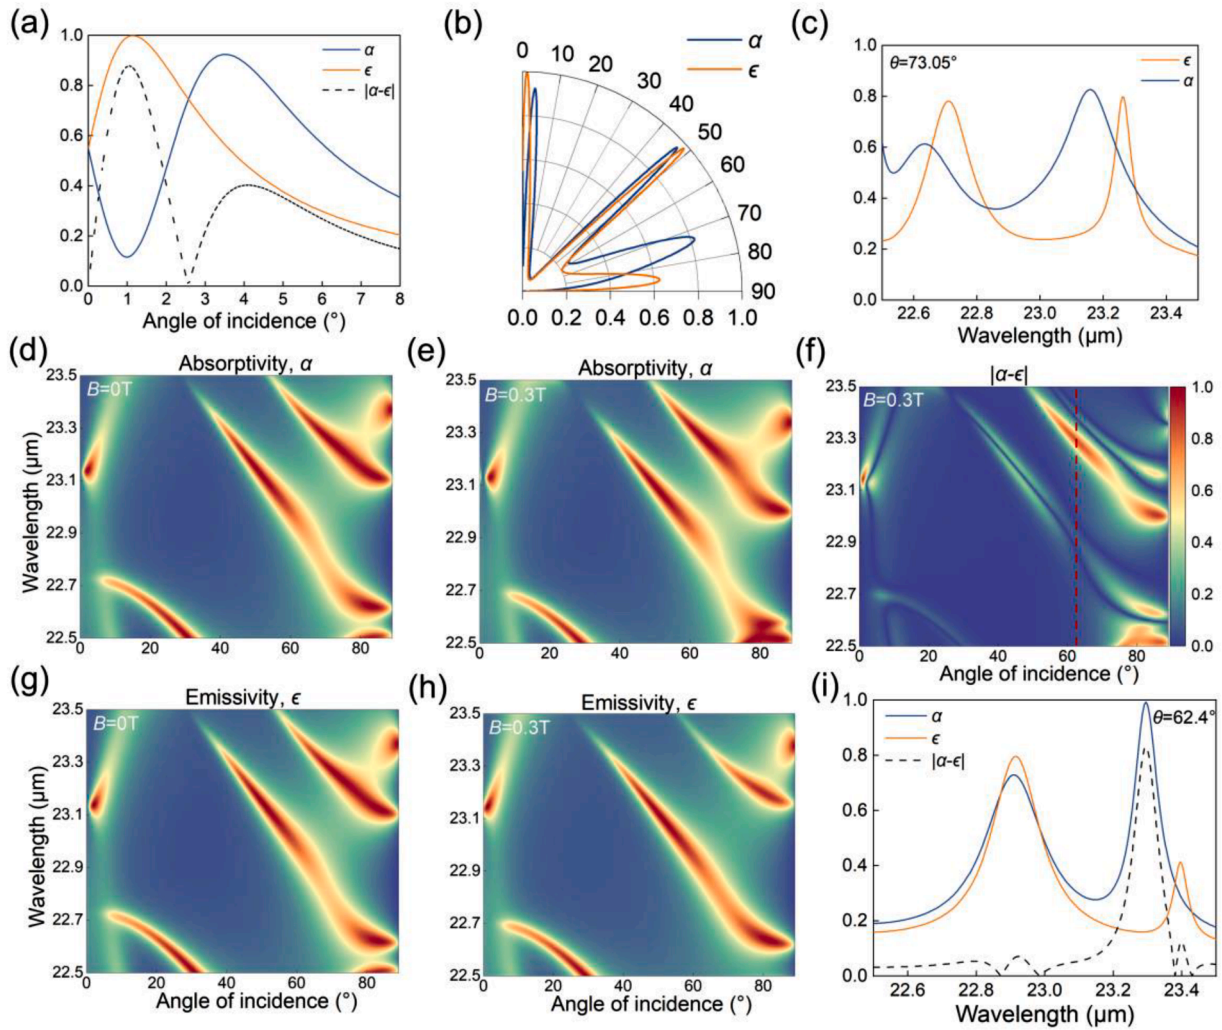 (a)
1.0
0.8
0.6
0.4
0.2
0.0
0 1 2 3 4 5 6 7 8
Angle of incidence (°)
α
ϵ
|α-ϵ|
(b)
α
ϵ
0
10
20
30
40
50
60
70
80
90
0.0 0.2 0.4 0.6 0.8 1.0
(c)
1.0
0.8
0.6
0.4
0.2
0.0
θ=73.05°
ϵ
α
22.6 22.8 23.0 23.2 23.4
Wavelength (μm)
(d)
Absorptivity, α
B=0T
23.5
23.3
23.1
22.9
22.7
22.5
Wavelength (μm)
0 20 40 60 80
(e)
Absorptivity, α
B=0.3T
23.5
23.3
23.1
22.9
22.7
22.5
0 20 40 60 80
(f)
|α-ϵ|
B=0.3T
23.5
23.3
23.1
22.9
22.7
22.5
0 20 40 60 80
Angle of incidence (°)
1.0
0.8
0.6
0.4
0.2
0.0
(g)
Emissivity, ϵ
B=0T
23.5
23.3
23.1
22.9
22.7
22.5
Wavelength (μm)
0 20 40 60 80
Angle of incidence (°)
(h)
Emissivity, ϵ
B=0.3T
23.5
23.3
23.1
22.9
22.7
22.5
0 20 40 60 80
Angle of incidence (°)
(i)
1.0
0.8
0.6
0.4
0.2
0.0
α
ϵ
|α-ϵ|
θ=62.4°
22.6 22.8 23.0 23.2 23.4
Wavelength (μm)